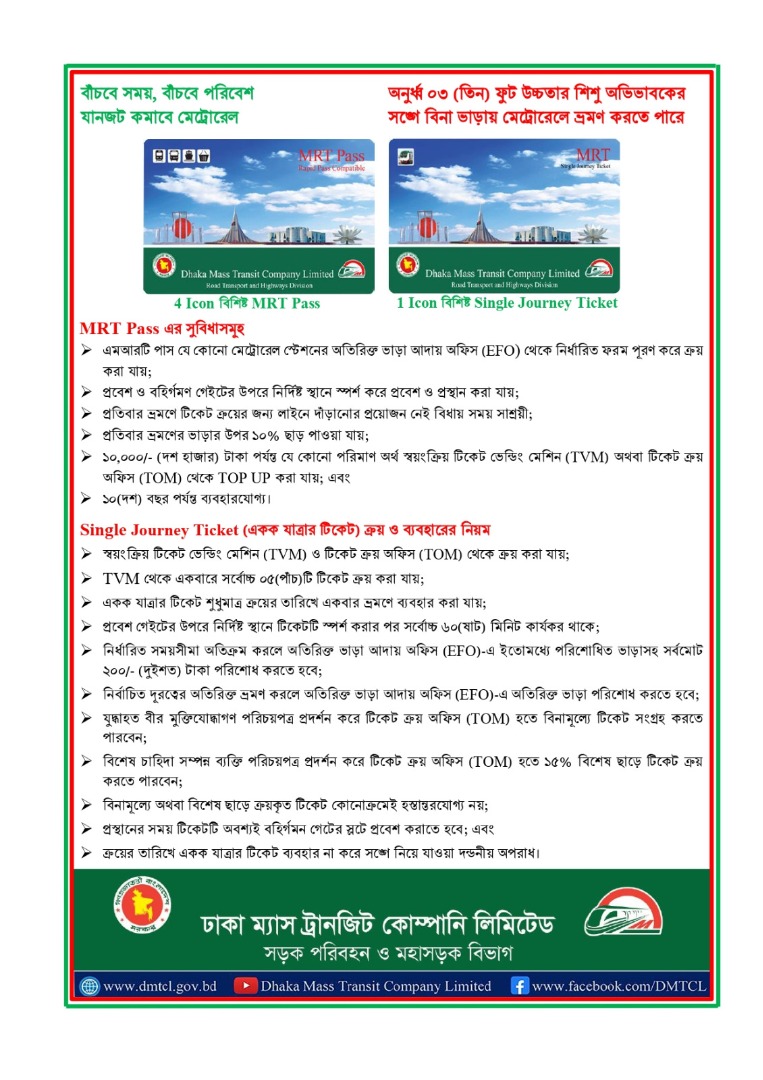 বাঁচবে সময়, বাঁচবে পরিবেশ
যানজট কমাবে মেট্রোরেল
অনুর্ধ্ব ০৩ (তিন) ফুট উচ্চতার শিশু অভিভাবকের
সঙ্গে বিনা ভাড়ায় মেট্রোরেলে ভ্রমণ করতে পারে
MRT Pass
Rapid Pass Compatible
Dhaka Mass Transit Company Limited
Road Transport and Highways Division
4 Icon বিশিষ্ট MRT Pass
MRT
Single Journey Ticket
Dhaka Mass Transit Company Limited
Road Transport and Highways Division
1 Icon বিশিষ্ট Single Journey Ticket
MRT Pass এর সুবিধাসমূহ
➢ এমআরটি পাস যে কোনো মেট্রোরেল স্টেশনের অতিরিক্ত ভাড়া আদায় অফিস (EFO) থেকে নির্ধারিত ফরম পূরণ করে ক্রয়
করা যায়;
➢ প্রবেশ ও বহির্গমণ গেইটের উপরে নির্দিষ্ট স্থানে স্পর্শ করে প্রবেশ ও প্রস্থান করা যায়;
➢ প্রতিবার ভ্রমণে টিকেট ক্রয়ের জন্য লাইনে দাঁড়ানোর প্রয়োজন নেই বিধায় সময় সাশ্রয়ী;
➢ প্রতিবার ভ্রমণের ভাড়ার উপর ১০% ছাড় পাওয়া যায়;
➢ ১০,০০০/- (দশ হাজার) টাকা পর্যন্ত যে কোনো পরিমাণ অর্থ স্বয়ংক্রিয় টিকেট ভেন্ডিং মেশিন (TVM) অথবা টিকেট ক্রয়
অফিস (TOM) থেকে TOP UP করা যায়; এবং
➢ ১০(দশ) বছর পর্যন্ত ব্যবহারযোগ্য।
Single Journey Ticket (একক যাত্রার টিকেট) ক্রয় ও ব্যবহারের নিয়ম
➢ স্বয়ংক্রিয় টিকেট ভেন্ডিং মেশিন (TVM) ও টিকেট ক্রয় অফিস (TOM) থেকে ক্রয় করা যায়;
➢ TVM থেকে একবারে সর্বোচ্চ ০৫(পাঁচ)টি টিকেট ক্রয় করা যায়;
➢ একক যাত্রার টিকেট শুধুমাত্র ক্রয়ের তারিখে একবার ভ্রমণে ব্যবহার করা যায়;
➢ প্রবেশ গেইটের উপরে নির্দিষ্ট স্থানে টিকেটটি স্পর্শ করার পর সর্বোচ্চ ৬০(ষাট) মিনিট কার্যকর থাকে;
➢ নির্ধারিত সময়সীমা অতিক্রম করলে অতিরিক্ত ভাড়া আদায় অফিস (EFO)-এ ইতোমধ্যে পরিশোধিত ভাড়াসহ সর্বমোট
২০০/- (দুইশত) টাকা পরিশোধ করতে হবে;
➢ নির্বাচিত দূরত্বের অতিরিক্ত ভ্রমণ করলে অতিরিক্ত ভাড়া আদায় অফিস (EFO)-এ অতিরিক্ত ভাড়া পরিশোধ করতে হবে;
➢ যুদ্ধাহত বীর মুক্তিযোদ্ধাগণ পরিচয়পত্র প্রদর্শন করে টিকেট ক্রয় অফিস (TOM) হতে বিনামূল্যে টিকেট সংগ্রহ করতে
পারবেন;
➢ বিশেষ চাহিদা সম্পন্ন ব্যক্তি পরিচয়পত্র প্রদর্শন করে টিকেট ক্রয় অফিস (TOM) হতে ১৫% বিশেষ ছাড়ে টিকেট ক্রয়
করতে পারবেন;
➢ বিনামূল্যে অথবা বিশেষ ছাড়ে ক্রয়কৃত টিকেট কোনোক্রমেই হস্তান্তরযোগ্য নয়;
➢ প্রস্থানের সময় টিকেটটি অবশ্যই বহির্গমন গেটের স্লটে প্রবেশ করাতে হবে; এবং
➢ ক্রয়ের তারিখে একক যাত্রার টিকেট ব্যবহার না করে সঙ্গে নিয়ে যাওয়া দন্ডনীয় অপরাধ।
ঢাকা ম্যাস ট্রানজিট কোম্পানি লিমিটেড
সড়ক পরিবহন ও মহাসড়ক বিভাগ
www.dmtcl.gov.bd
Dhaka Mass Transit Company Limited
www.facebook.com/DMTCL